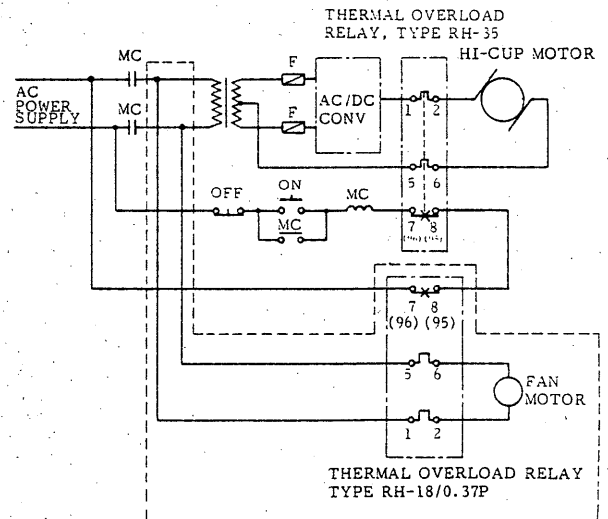 THERMAL OVERLOAD
RELAY, TYPE RH-35
HI-CUP MOTOR
MC
F
AC
POWER
SUPPLY
MC
AC/DC
CONV
1 2
F
5 6
OFF
ON
MC
MC
7 8
(96) (95)
7 8
(96) (95)
5 6
FAN
MOTOR
1 2
THERMAL OVERLOAD RELAY
TYPE RH-18/0.37P